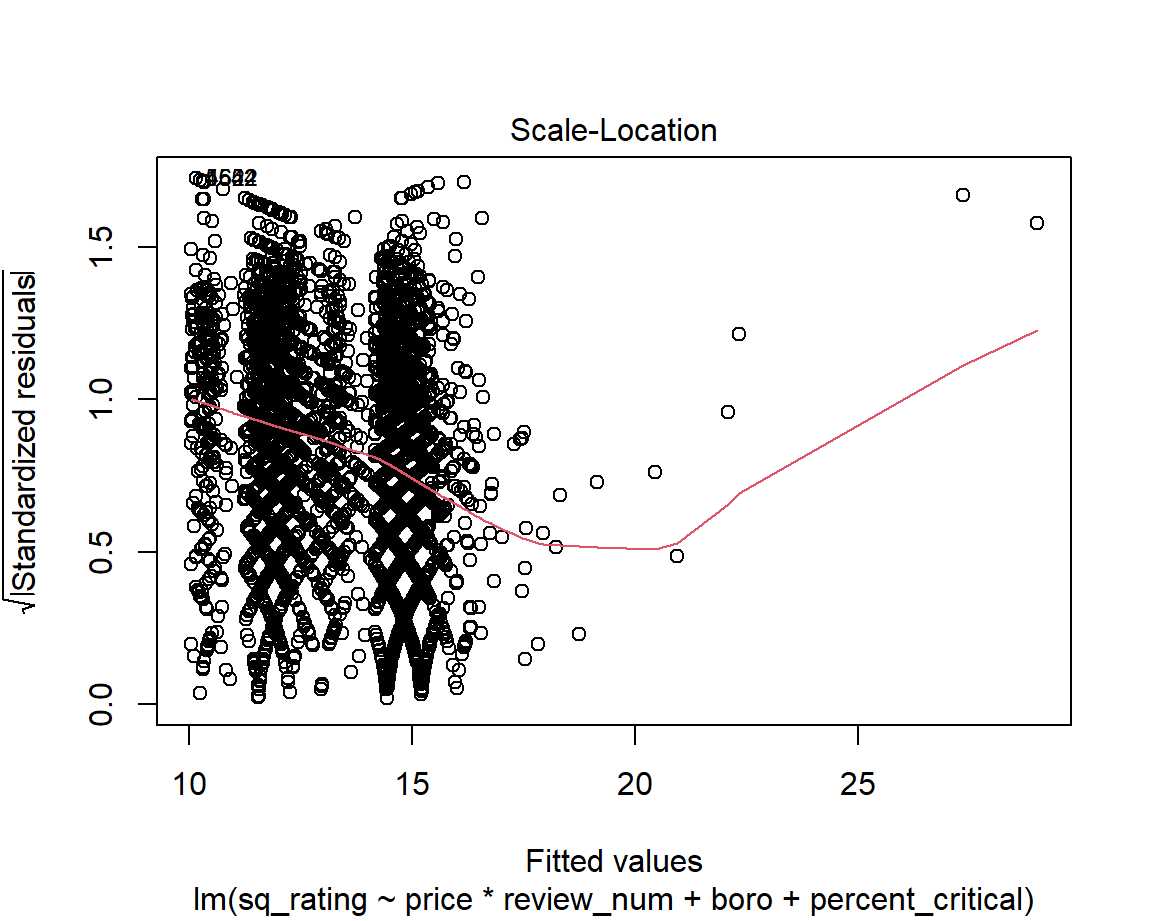 Scale-Location
√|Standardized residuals|
1.5
1.0
0.5
0.0
10 15 20 25
Fitted values
lm(sq_rating ~ price * review_num + boro + percent_critical)